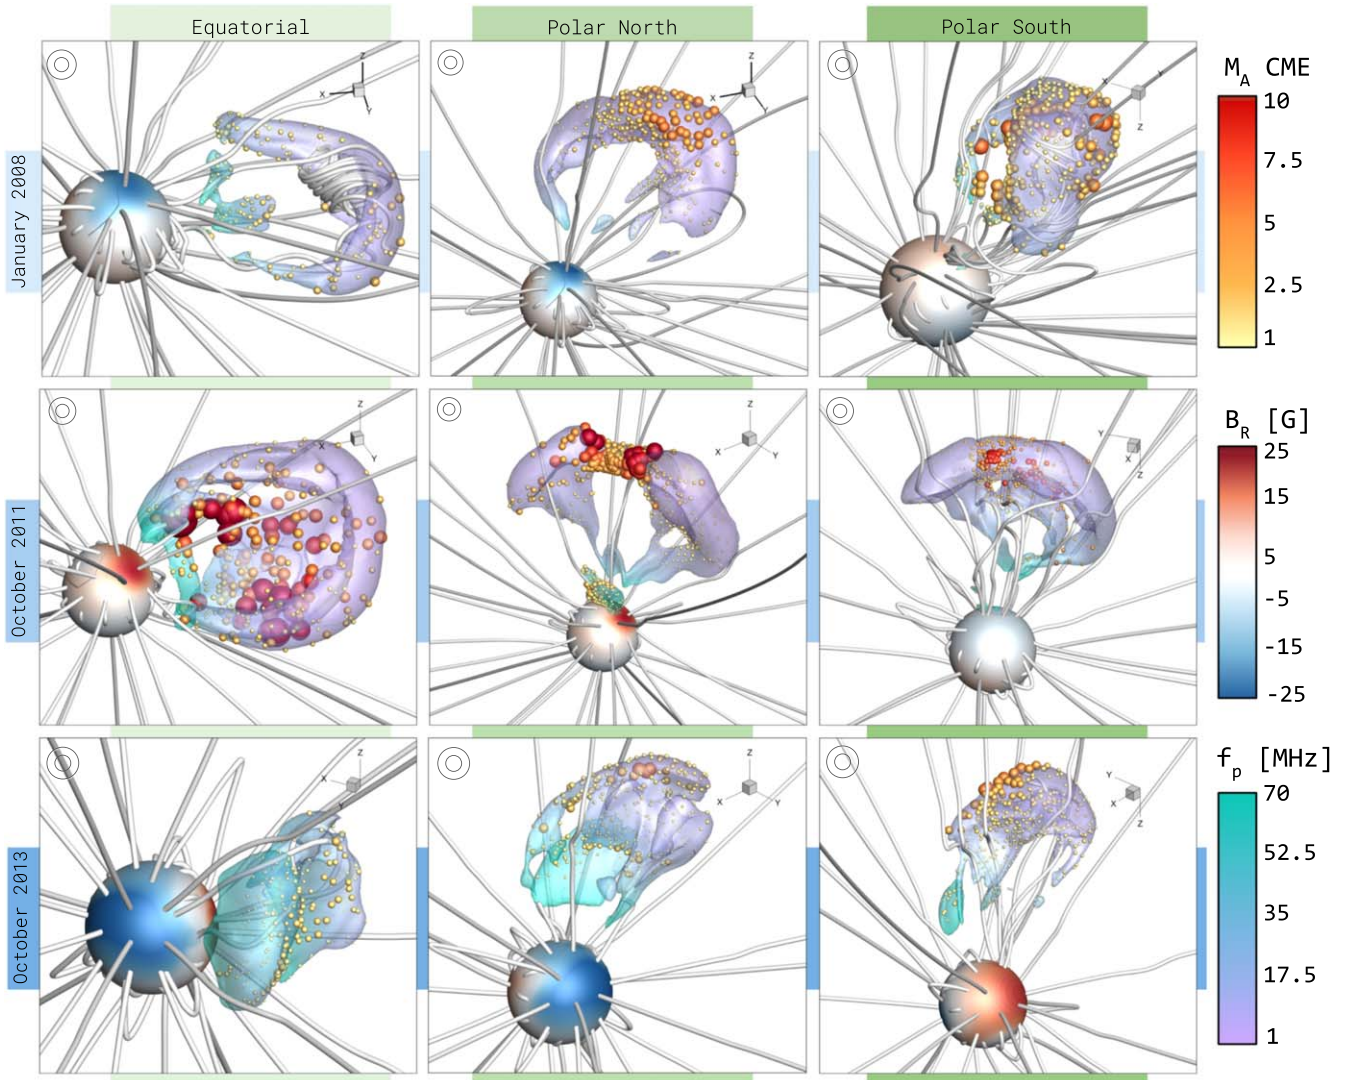 Equatorial
Polar North
Polar South
January 2008
October 2011
October 2013
Z
X
Y
Z
X
Y
X
Y
Z
Z
X
Y
Z
X
Y
Y
X
Z
Z
X
Y
Z
X
Y
Y
X
Z
M_A CME
10
7.5
5
2.5
1
B_R [G]
25
15
5
-5
-15
-25
f_p [MHz]
70
52.5
35
17.5
1